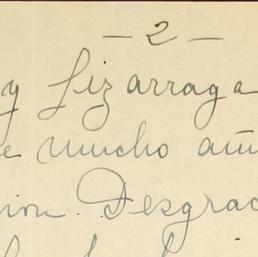 - 2 -
y Lizarraga
e mucho
ion. Desgrac